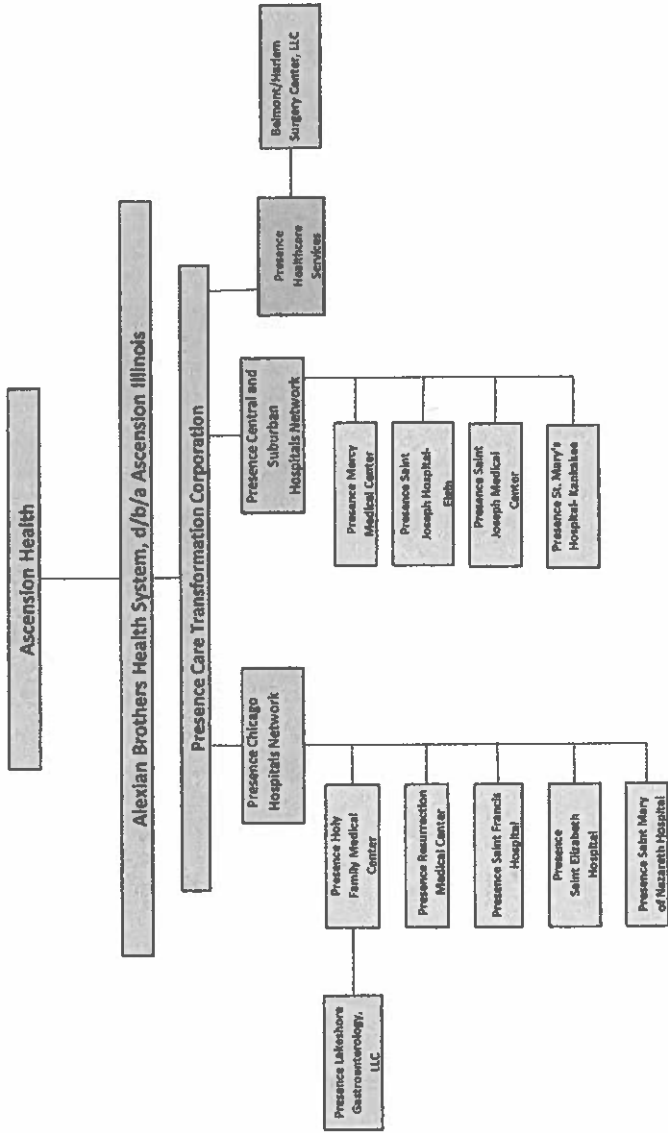 Ascension Health
Alexian Brothers Health System, d/b/a Ascension Illinois
Presence Care Transformation Corporation
Presence Chicago
Hospitals Network
Presence Central and
Suburban
Hospitals Network
Presence
Healthcare
Services
Belmont/Harlem
Surgery Center, LLC
Presence Lakeshore
Gastroenterology,
LLC
Presence Holy
Family Medical
Center
Presence Resurrection
Medical Center
Presence Saint Francis
Hospital
Presence
Saint Elizabeth
Hospital
Presence Saint Mary
of Nazareth Hospital
Presence Mercy
Medical Center
Presence Saint
Joseph Hospital-
Elgin
Presence Saint
Joseph Medical
Center
Presence St. Mary's
Hospital- Kankakee